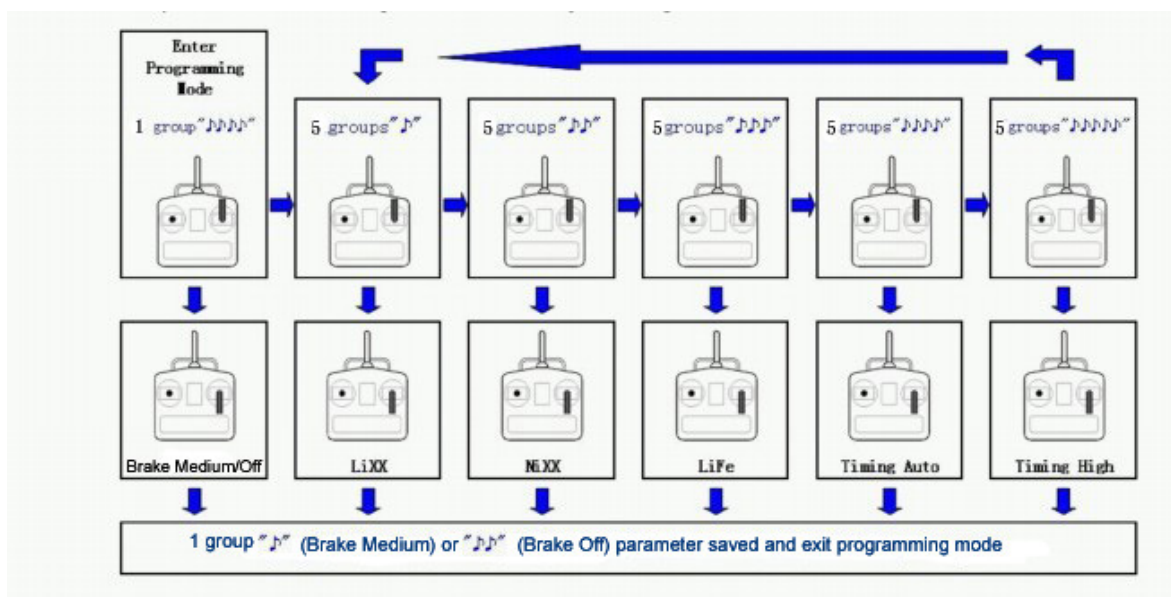 Enter
Programming
Mode
1 group"♪♪♪♪"
5 groups"♪"
5 groups"♪♪"
5 groups"♪♪♪"
5 groups"♪♪♪♪"
5 groups"♪♪♪♪♪"
Brake Medium/Off
LiXX
NiXX
LiFe
Timing Auto
Timing High
1 group "♪" (Brake Medium) or "♪♪" (Brake Off) parameter saved and exit programming mode